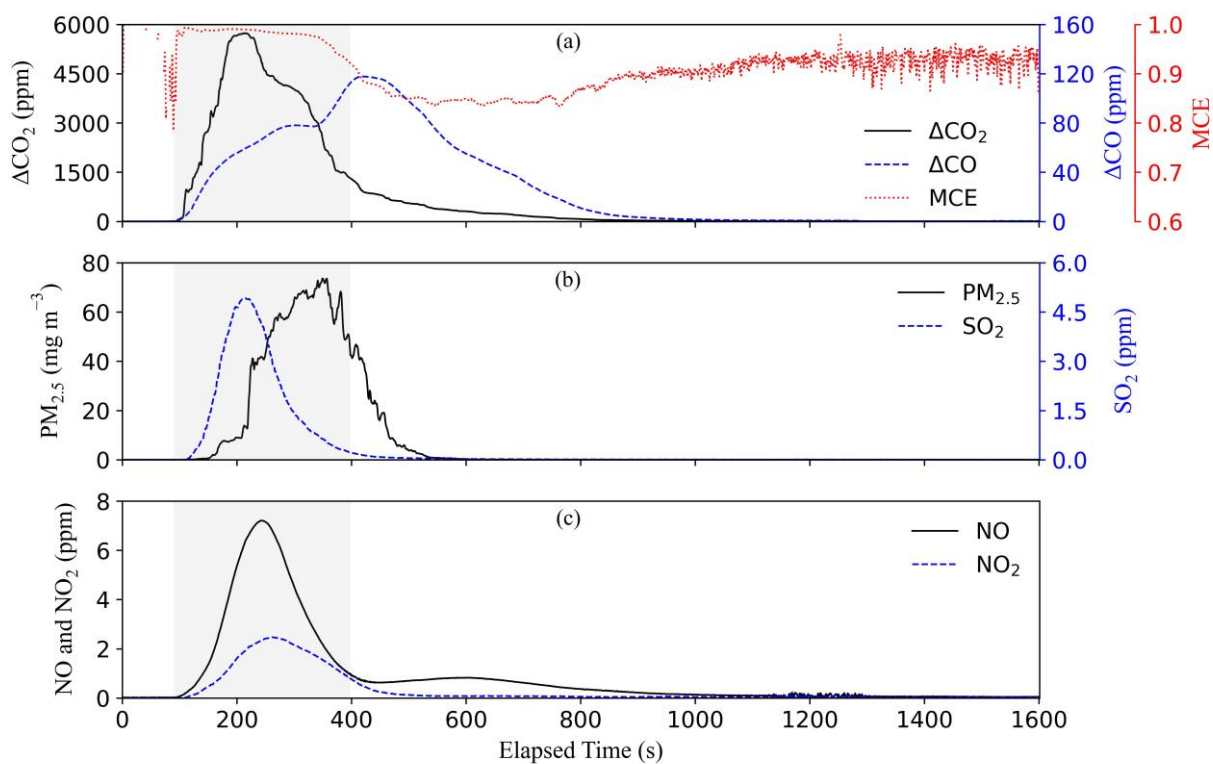 (a)
6000
4500
3000
1500
0
ΔCO₂ (ppm)
160
120
80
40
0
ΔCO (ppm)
1.0
0.9
0.8
0.7
0.6
MCE
ΔCO₂
ΔCO
MCE
(b)
80
60
40
20
0
PM₂.₅ (mg m⁻³)
6.0
4.5
3.0
1.5
0.0
SO₂ (ppm)
PM₂.₅
SO₂
(c)
8
6
4
2
0
NO and NO₂ (ppm)
NO
NO₂
0 200 400 600 800 1000 1200 1400 1600
Elapsed Time (s)